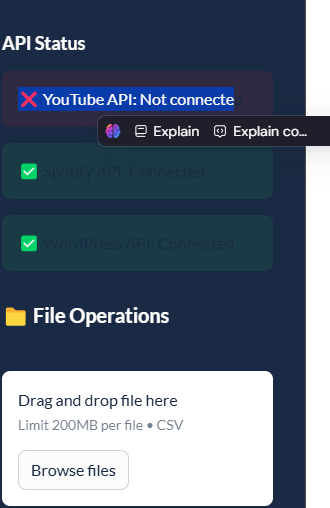 API Status
❌ YouTube API: Not connecte
Explain Explain co...
✅ Spotify API: Connected
✅ WordPress API: Connected
📁 File Operations
Drag and drop file here
Limit 200MB per file • CSV
Browse files